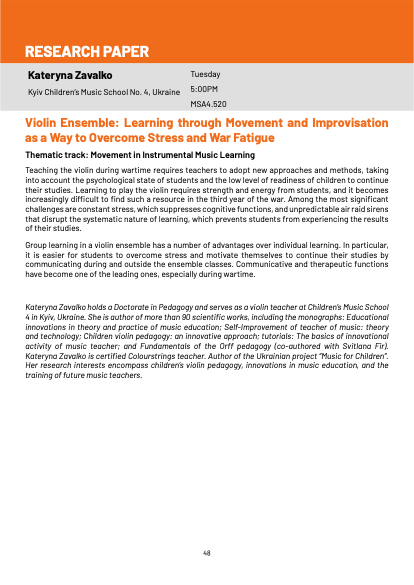 RESEARCH PAPER
Kateryna Zavalko
Kyiv Children's Music School No. 4, Ukraine
Tuesday
5:00PM
MSA4.520
Violin Ensemble: Learning through Movement and Improvisation
as a Way to Overcome Stress and War Fatigue
Thematic track: Movement in Instrumental Music Learning
Teaching the violin during wartime requires teachers to adopt new approaches and methods, taking
into account the psychological state of students and the low level of readiness of children to continue
their studies. Learning to play the violin requires strength and energy from students, and it becomes
increasingly difficult to find such a resource in the third year of the war. Among the most significant
challenges are constant stress, which suppresses cognitive functions, and unpredictable air raid sirens
that disrupt the systematic nature of learning, which prevents students from experiencing the results
of their studies.
Group learning in a violin ensemble has a number of advantages over individual learning. In particular,
it is easier for students to overcome stress and motivate themselves to continue their studies by
communicating during and outside the ensemble classes. Communicative and therapeutic functions
have become one of the leading ones, especially during wartime.
Kateryna Zavalko holds a Doctorate in Pedagogy and serves as a violin teacher at Children's Music School
4 in Kyiv, Ukraine. She is author of more than 90 scientific works, including the monographs: Educational
innovations in theory and practice of music education; Self-Improvement of teacher of music: theory
and technology; Children violin pedagogy: an innovative approach; tutorials: The basics of innovational
activity of music teacher; and Fundamentals of the Orff pedagogy (co-authored with Svitlana Fir).
Kateryna Zavalko is certified Colourstrings teacher. Author of the Ukrainian project "Music for Children".
Her research interests encompass children's violin pedagogy, innovations in music education, and the
training of future music teachers.
48